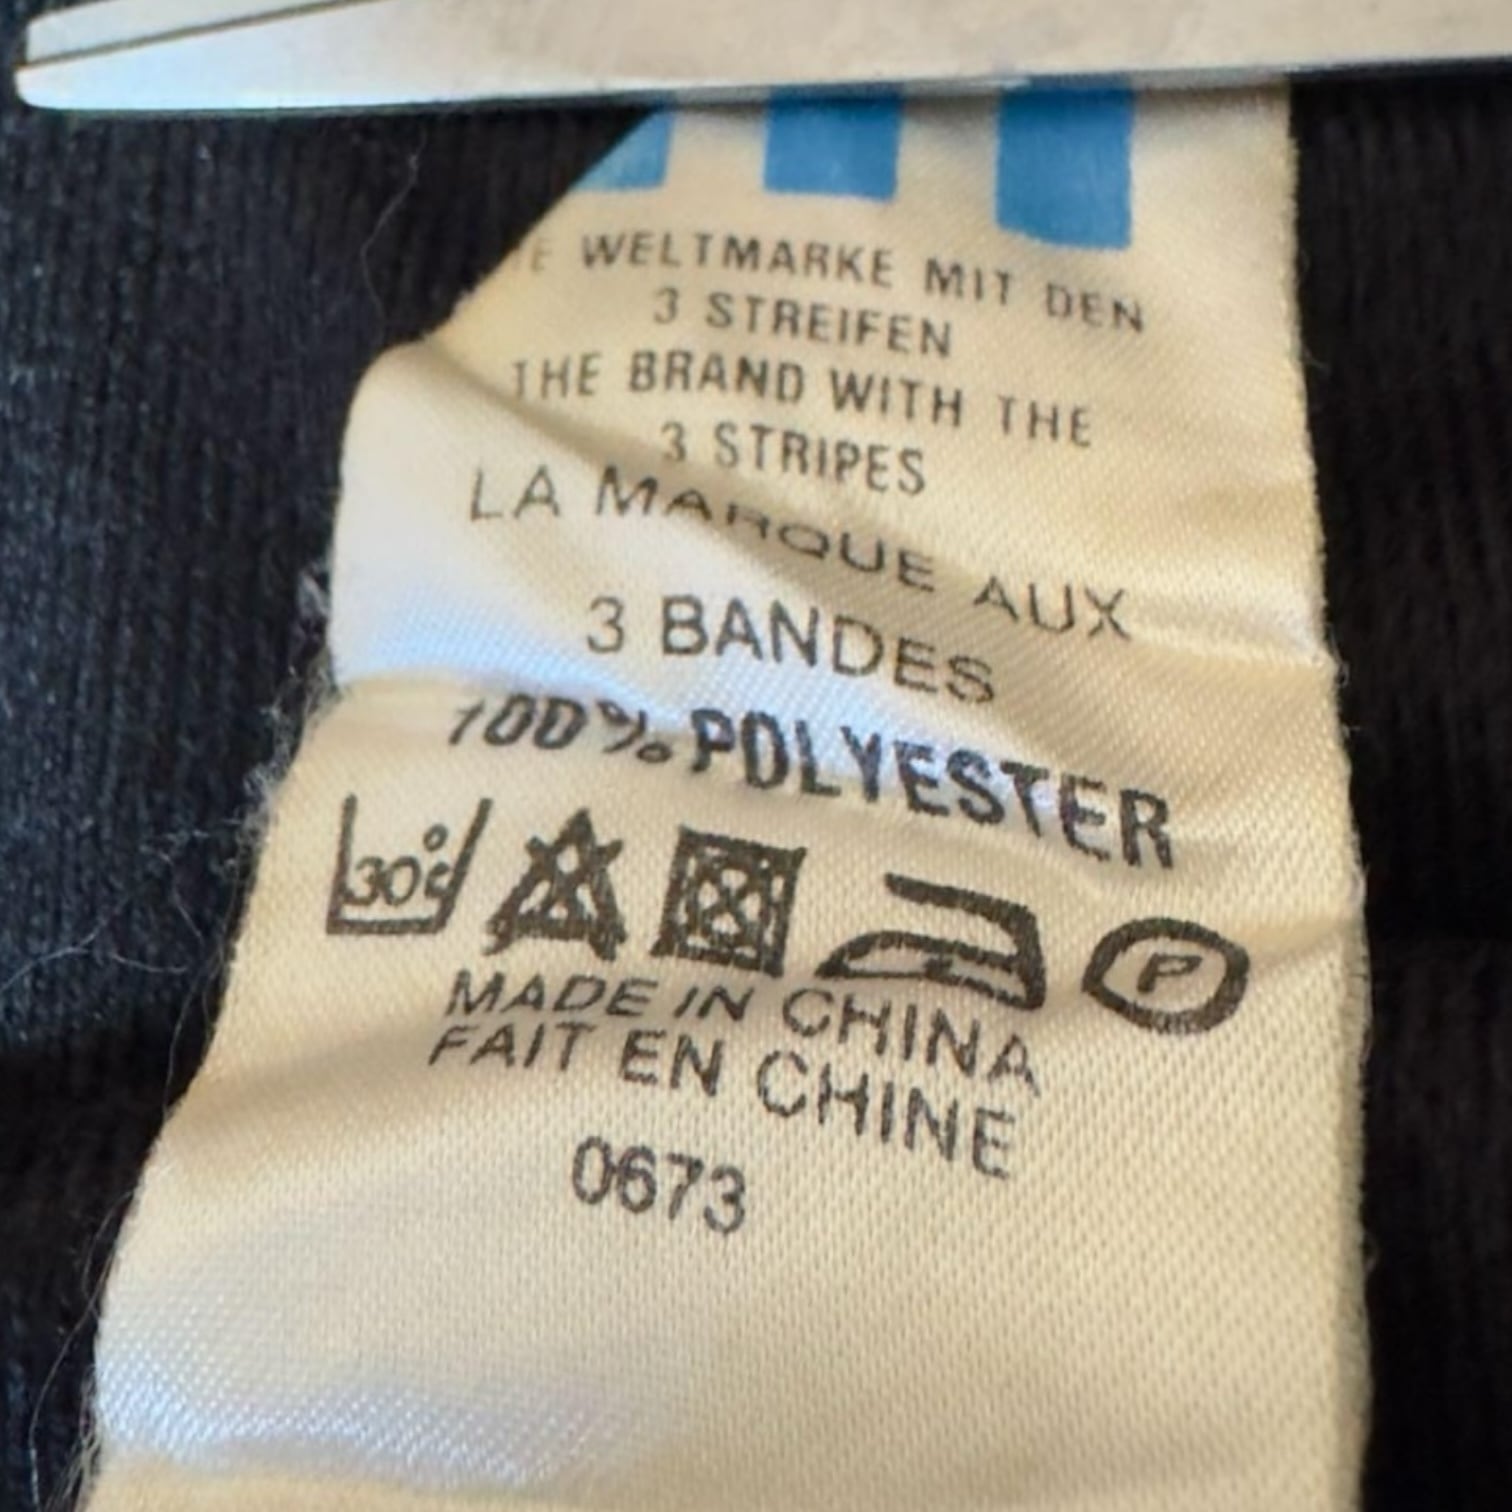 WELTMARKE MIT DEN
3 STREIFEN
THE BRAND WITH THE
3 STRIPES
LA MARQUE AUX
3 BANDES
100% POLYESTER
30°C
P
MADE IN CHINA
FAIT EN CHINE
0673